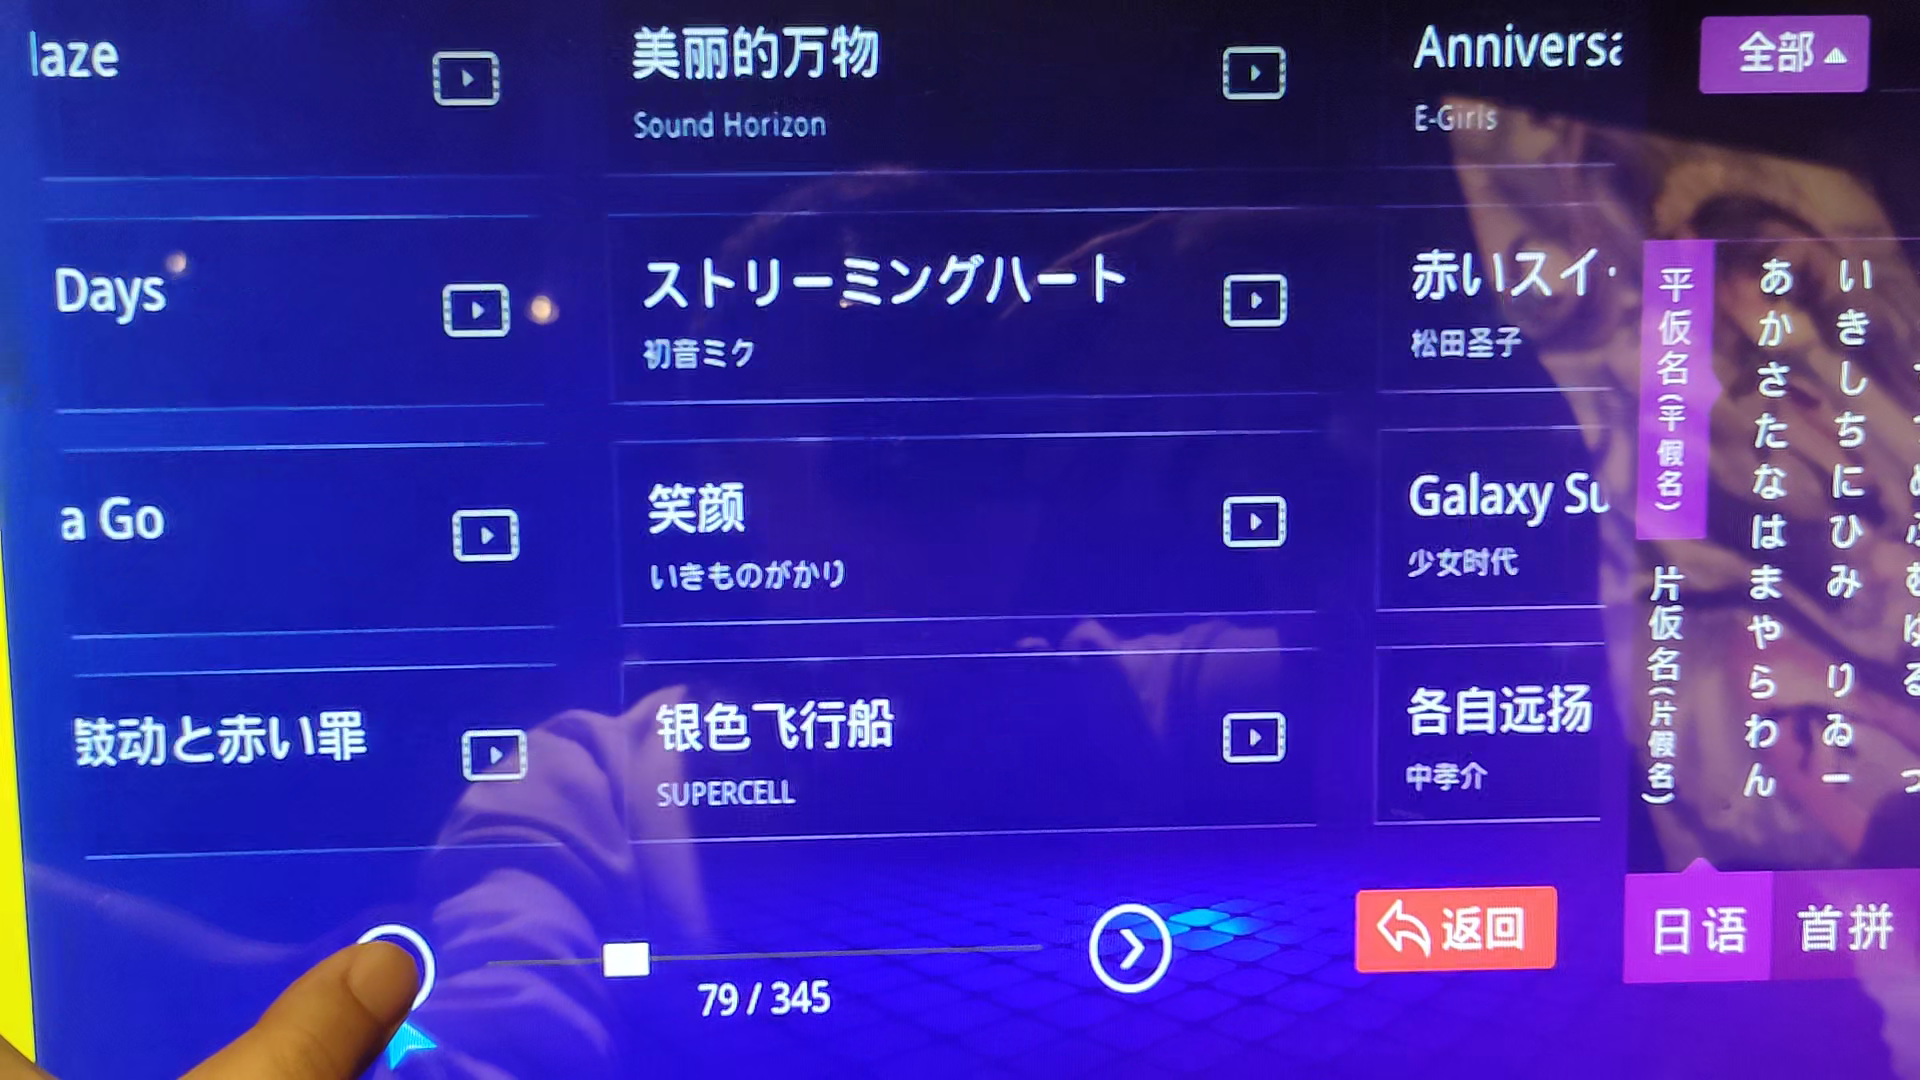 laze
美丽的万物
Sound Horizon
Anniversa
E-Girls
全部
Days
ストリーミングハート
初音ミク
赤いスイ
松田圣子
a Go
笑颜
いきものがかり
Galaxy Su
少女时代
鼓动と赤い罪
银色飞行船
SUPERCELL
各自远扬
中孝介
平仮名(平假名)
片仮名(片假名)
あかさたなはまやらわん
いきしちにひみ りゐー
79 / 345
返回
日语
首拼